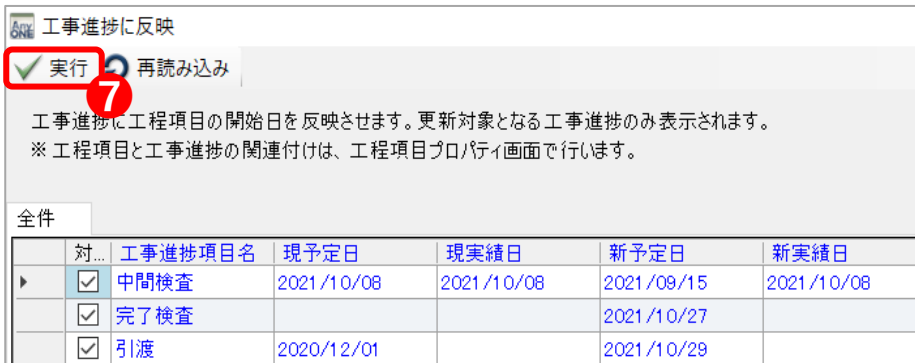 Any ONE 工事進捗に反映
実行 再読み込み
7
工事進捗に工程項目の開始日を反映させます。更新対象となる工事進捗のみ表示されます。
※ 工程項目と工事進捗の関連付けは、工程項目プロパティ画面で行います。
全件
対... 工事進捗項目名 現予定日 現実績日 新予定日 新実績日
中間検査 2021/10/08 2021/10/08 2021/09/15 2021/10/08
完了検査 2021/10/27
引渡 2020/12/01 2021/10/29